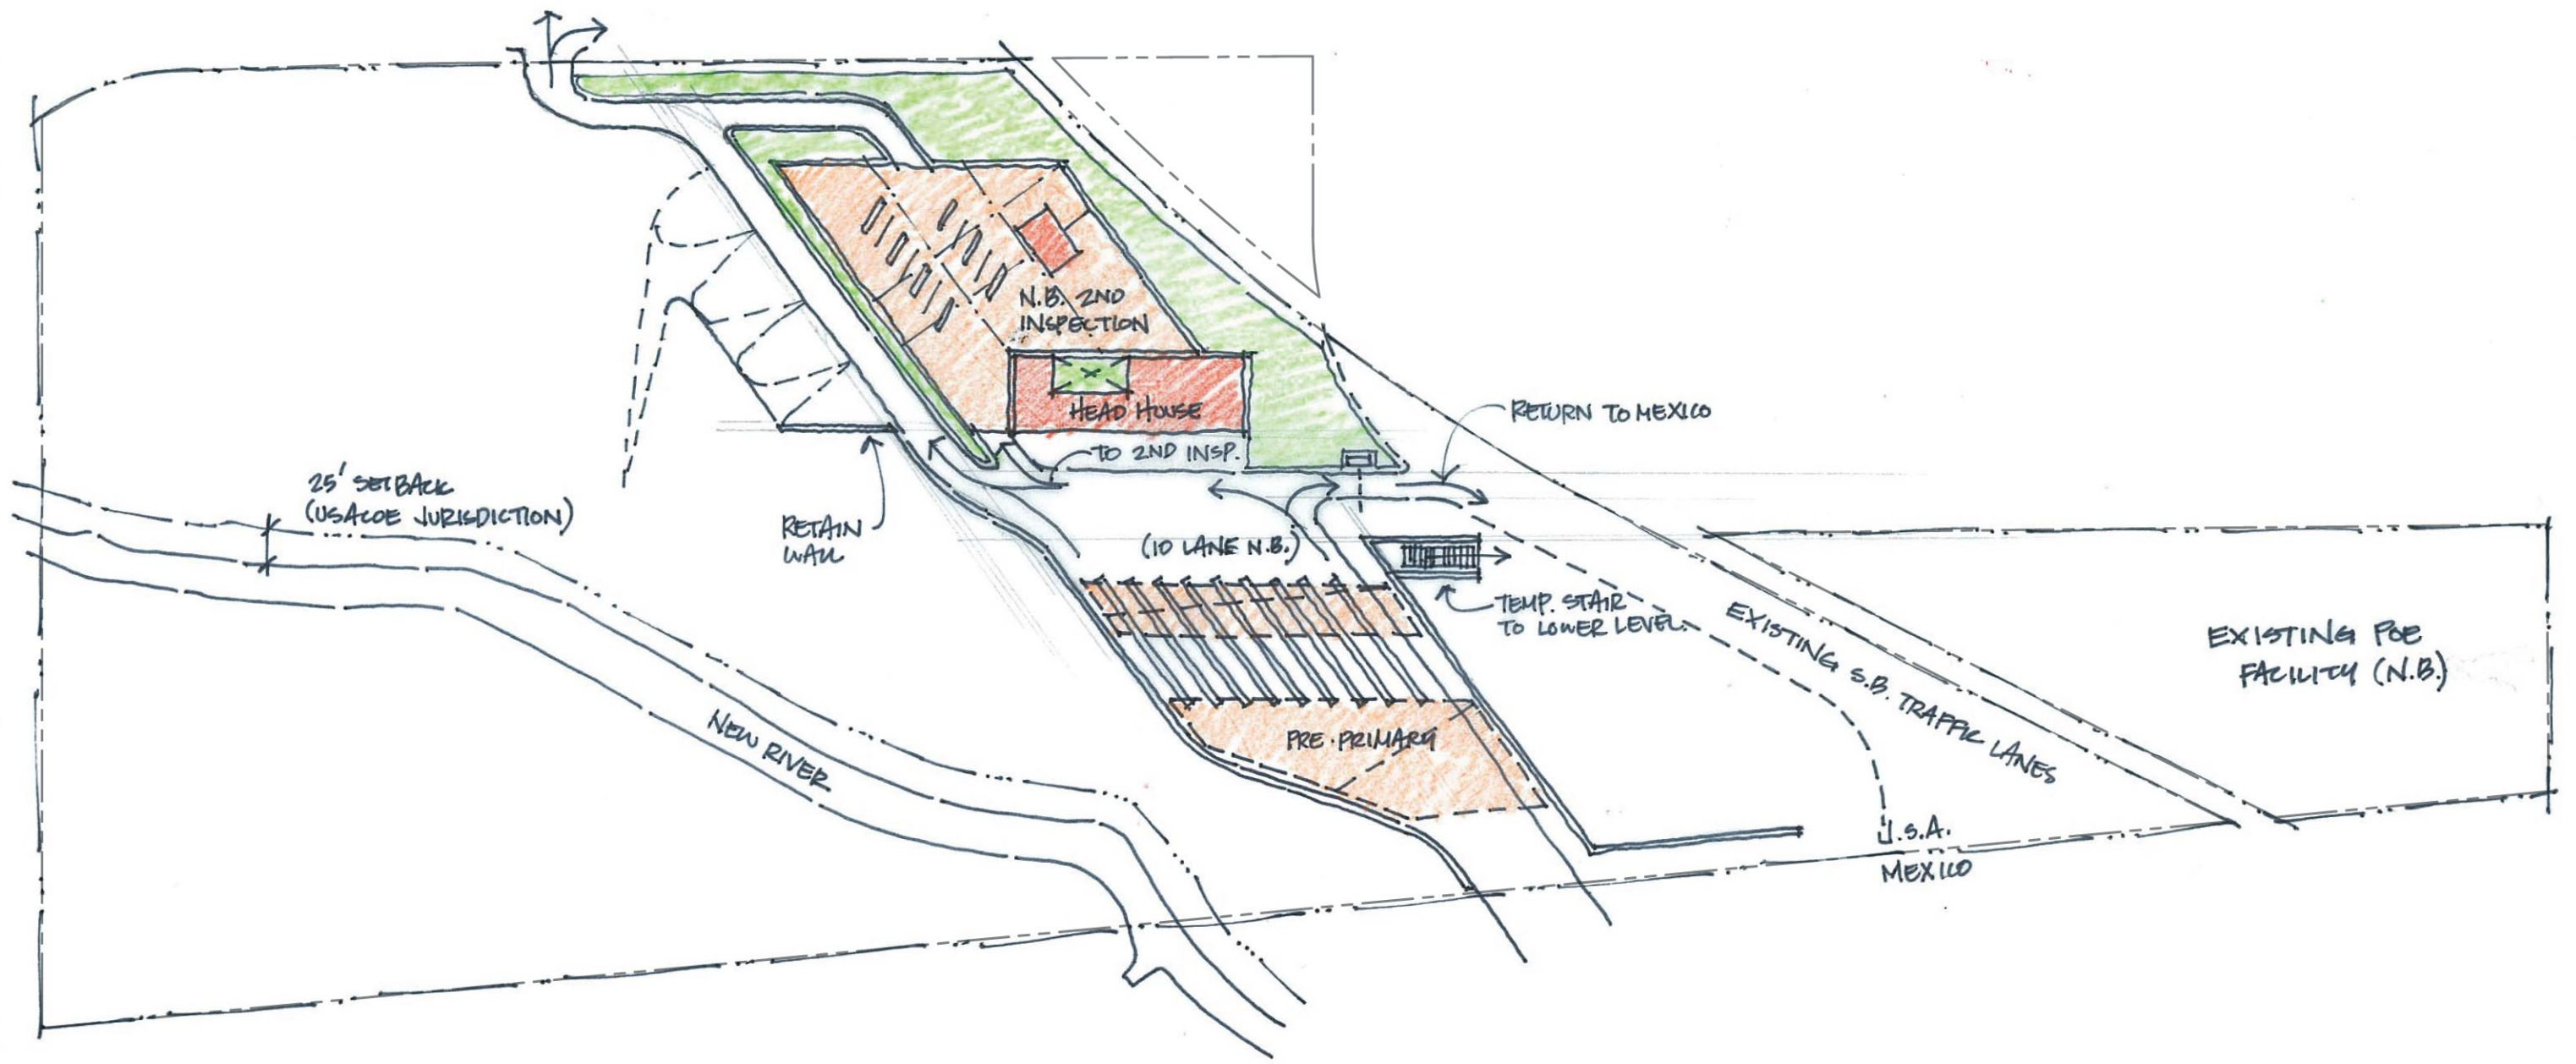 N.B. 2ND
INSPECTION
HEAD HOUSE
TO 2ND INSP.
RETURN TO MEXICO
25' SETBACK
(USACOE JURISDICTION)
RETAIN
WALL
(10 LANE N.B.)
TEMP. STAIR
TO LOWER LEVEL
EXISTING S.B. TRAFFIC LANES
EXISTING POE
FACILITY (N.B.)
NEW RIVER
PRE-PRIMARY
U.S.A.
MEXICO